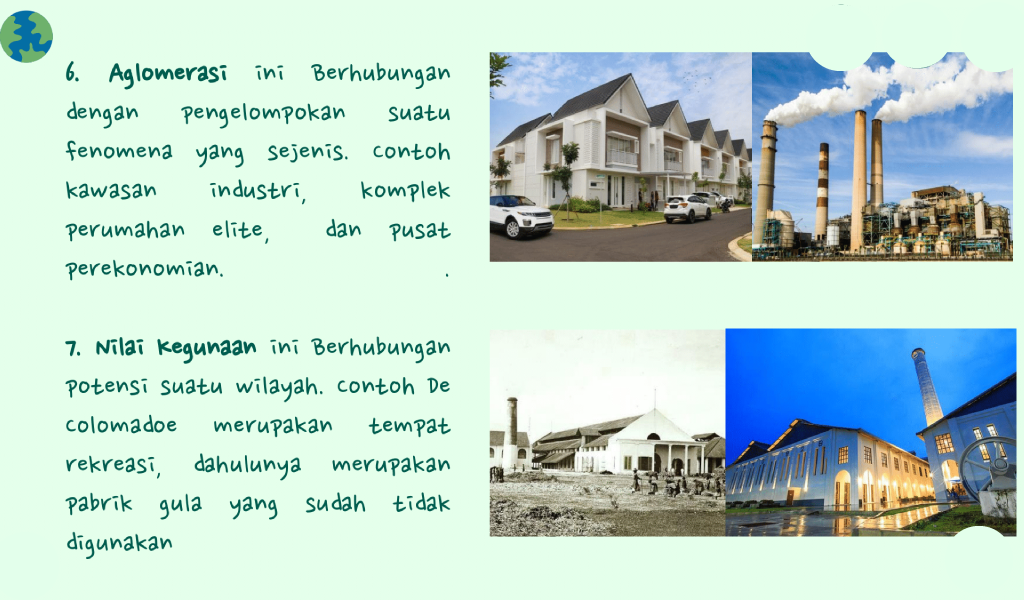 6. Aglomerasi ini Berhubungan
dengan pengelompokan suatu
fenomena yang sejenis. Contoh
kawasan industri, komplek
perumahan elite, dan pusat
perekonomian. .
7. Nilai Kegunaan ini Berhubungan
potensi suatu wilayah. Contoh De
Colomadoe merupakan tempat
rekreasi, dahulunya merupakan
pabrik gula yang sudah tidak
digunakan